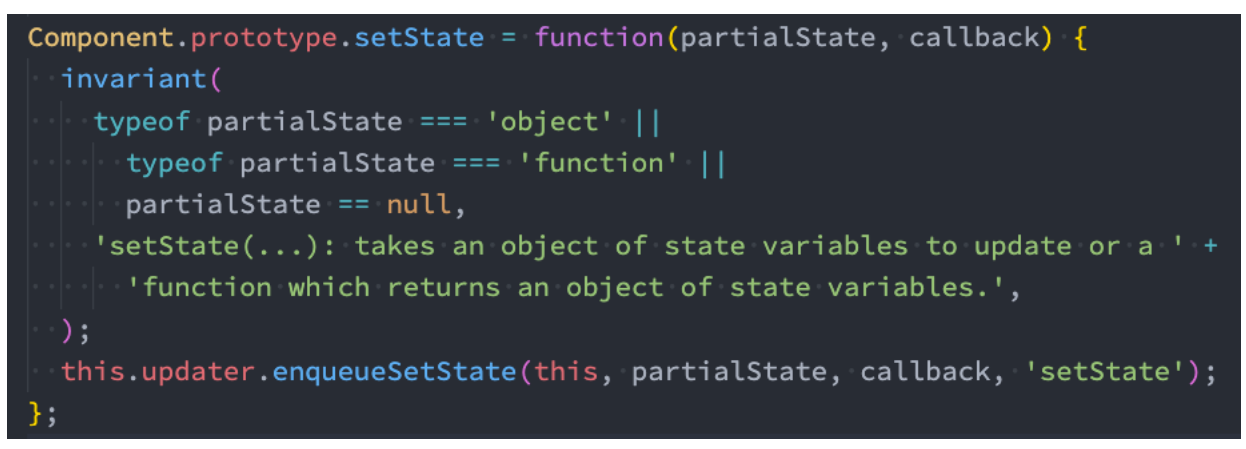 Component.prototype.setState = function(partialState, callback) {
  invariant(
    typeof partialState === 'object' ||
      typeof partialState === 'function' ||
      partialState == null,
    'setState(...): takes an object of state variables to update or a ' +
      'function which returns an object of state variables.',
  );
  this.updater.enqueueSetState(this, partialState, callback, 'setState');
};